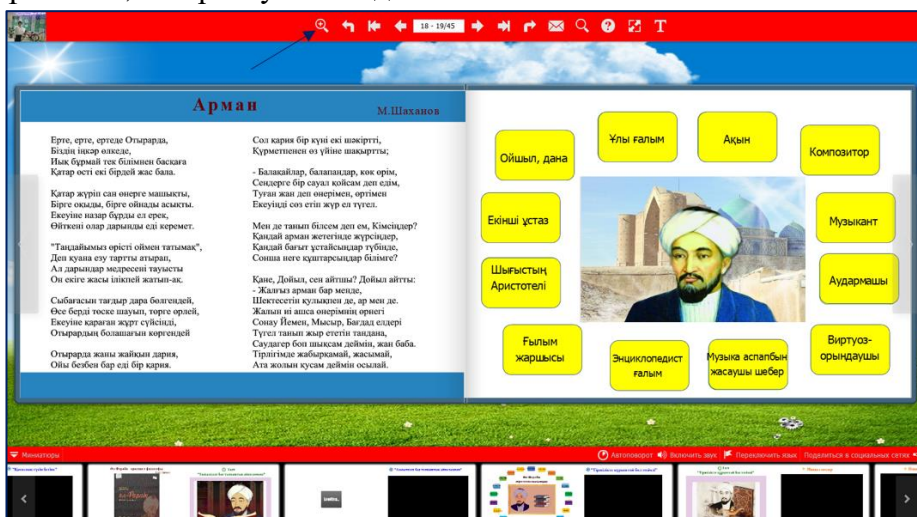 18 - 19/45
T
Арман
М.Шаханов
Ерте, ерте, ертеде Отырарда,
Біздің іңкәр өлкеде,
Иық бұрмай тек білімнен басқаға
Қатар өсті екі бірдей жас бала.
Қатар жүріп сан өнерге машықты,
Бірге оқыды, бірге ойнады асықты.
Екеуіне назар бұрды ел ерек,
Өйткені олар дарынды еді керемет.
"Таңдайымыз өрісті оймен татымақ",
Деп қуана езу тартты атырап,
Ал дарындар медресені тауысты
Он екіге жасы ілікпей жатып-ақ.
Сыбағасын тағдыр дара бөлгендей,
Өсе берді төске шауып, төрге өрлей,
Екеуіне қараған жұрт сүйсінді,
Отырардың болашағын көргендей
Отырарда жаны жайқын дария,
Ойы безбен бар еді бір қария.
Сол қария бір күні екі шәкіртті,
Құрметпенен өз үйіне шақыртты;
- Балақайлар, балапандар, көк өрім,
Сендерге бір сауал қойсам деп едім,
Туған жан деп өнерімен, өртімен
Екеуіңді сөз етіп жүр ел түгел.
Мен де танып білсем деп ем, Кімсіңдер?
Қандай арман жетегінде жүрсіңдер,
Қандай бағыт ұстайсыңдар түбінде,
Сонша неге құштарсыңдар білімге?
Қане, Дойыл, сен айтшы? Дойыл айтты:
- Жалғыз арман бар менде,
Шектесетін құлықпен де, ар мен де.
Жалын ні ашса өнерімнің өрнегі
Сонау Йемен, Мысыр, Бағдад елдері
Түгел танып жыр ететін таңдана,
Саудагер боп шықсам деймін, жан баба.
Тірлігімде жабырқамай, жасымай,
Ата жолын қусам деймін осылай.
Ойшыл, дана
Ұлы ғалым
Ақын
Композитор
Екінші ұстаз
Музыкант
Шығыстың
Аристотелі
Аудармашы
Ғылым
жаршысы
Энциклопедист
ғалым
Музыка аспабын
жасаушы шебер
Виртуоз-
орындаушы
Миниатюры
Автоповорот
Включить звук
Переключить язык
Поделиться в социальных сетях